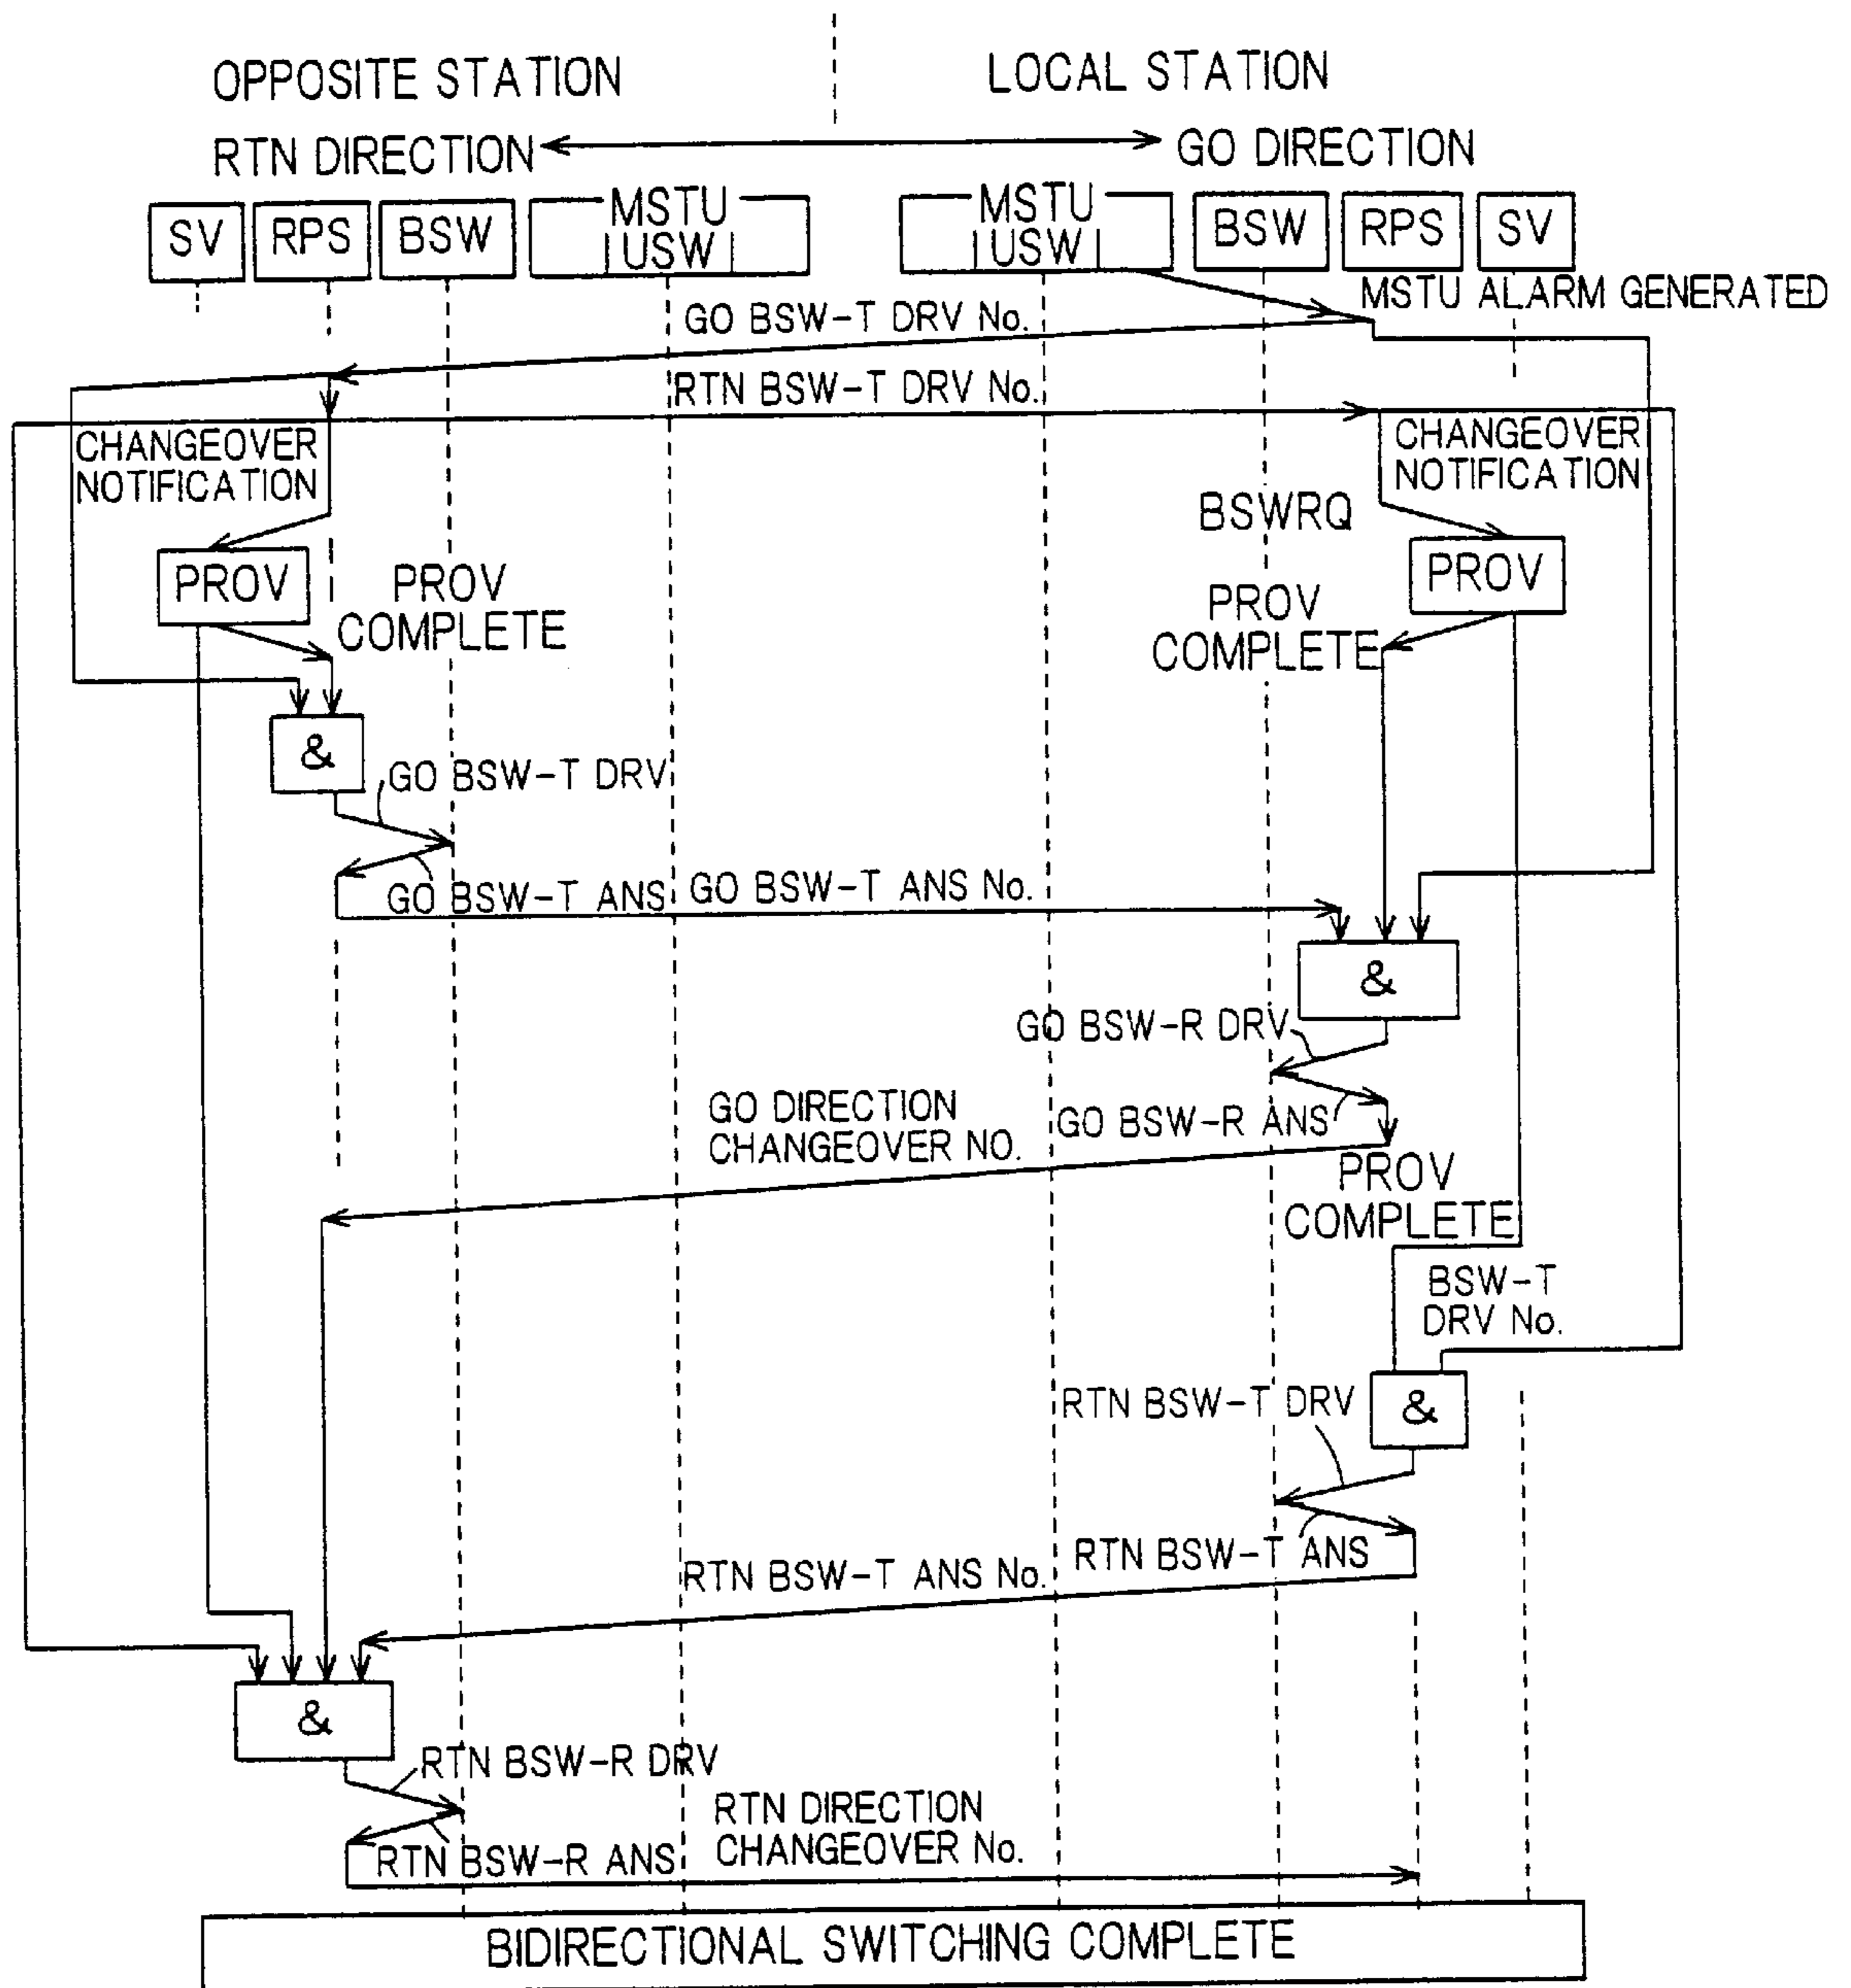 OPPOSITE STATION
LOCAL STATION
RTN DIRECTION
GO DIRECTION
SV
RPS
BSW
MSTU
USW
MSTU
USW
BSW
RPS
SV
MSTU ALARM GENERATED
GO BSW-T DRV No.
RTN BSW-T DRV No.
CHANGEOVER
NOTIFICATION
CHANGEOVER
NOTIFICATION
BSWRQ
PROV
PROV
COMPLETE
PROV
PROV
COMPLETE
&
GO BSW-T DRV
GO BSW-T ANS
GO BSW-T ANS No.
&
GO BSW-R DRV
GO BSW-R ANS
GO DIRECTION
CHANGEOVER NO.
PROV
COMPLETE
BSW-T
DRV No.
&
RTN BSW-T DRV
RTN BSW-T ANS
RTN BSW-T ANS No.
&
RTN BSW-R DRV
RTN BSW-R ANS
RTN DIRECTION
CHANGEOVER No.
BIDIRECTIONAL SWITCHING COMPLETE